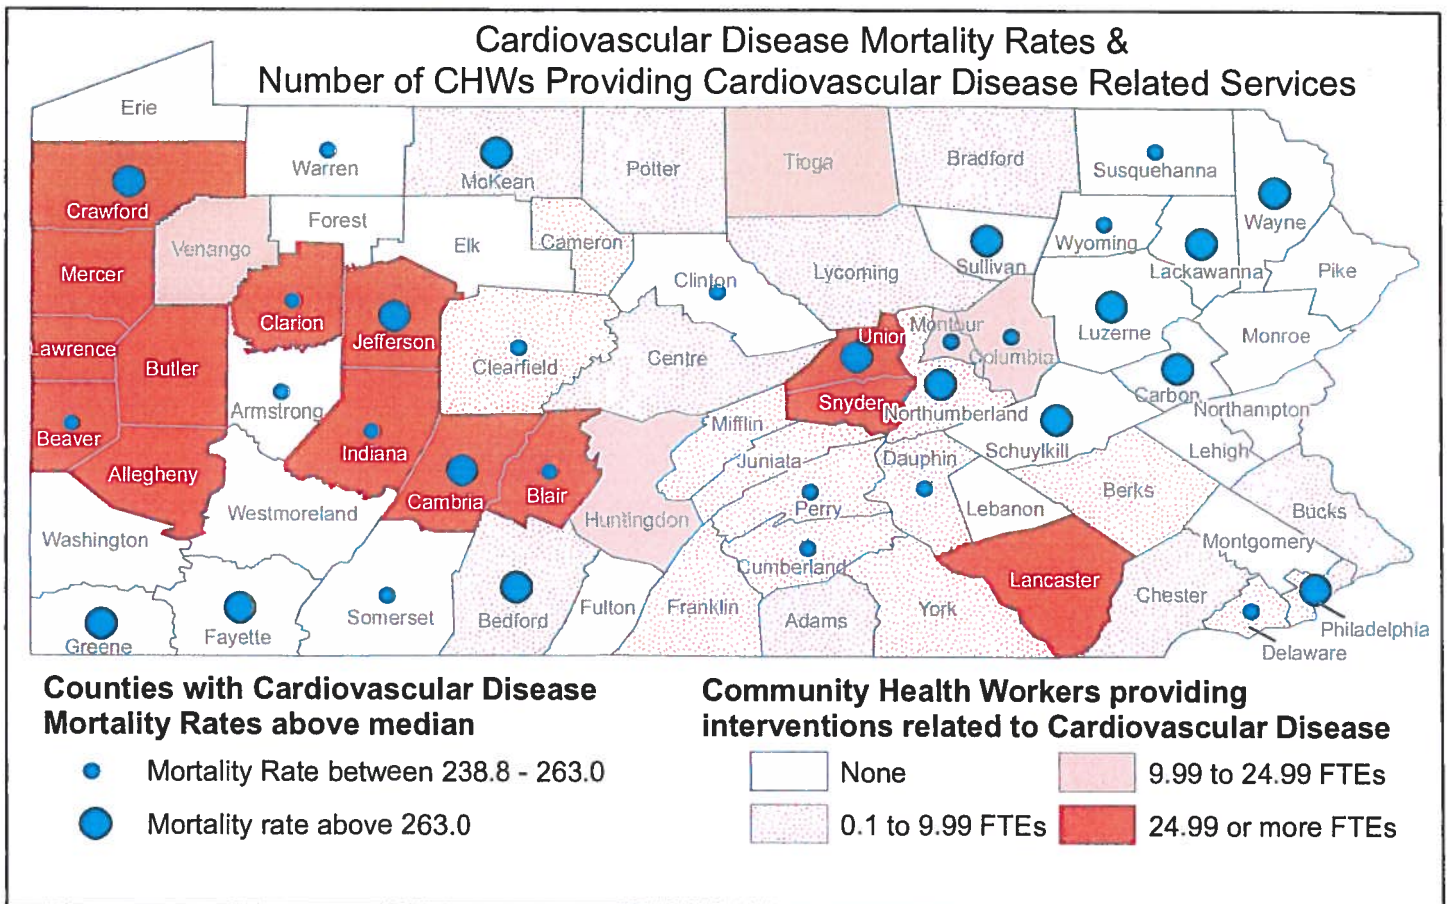 Cardiovascular Disease Mortality Rates &
Number of CHWs Providing Cardiovascular Disease Related Services
Erie
Warren
McKean
Potter
Tioga
Bradford
Susquehanna
Wayne
Crawford
Forest
Elk
Cameron
Venango
Clinton
Lycoming
Sullivan
Wyoming
Lackawanna
Pike
Mercer
Clarion
Jefferson
Clearfield
Centre
Union
Montour
Columbia
Luzerne
Monroe
Lawrence
Butler
Armstrong
Snyder
Northumberland
Carbon
Northampton
Beaver
Allegheny
Indiana
Cambria
Blair
Mifflin
Juniata
Dauphin
Schuylkill
Lehigh
Westmoreland
Huntingdon
Perry
Lebanon
Berks
Bucks
Washington
Cumberland
Lancaster
Montgomery
Greene
Fayette
Somerset
Bedford
Fulton
Franklin
Adams
York
Chester
Philadelphia
Delaware
Counties with Cardiovascular Disease
Mortality Rates above median
Mortality Rate between 238.8 - 263.0
Mortality rate above 263.0
Community Health Workers providing
interventions related to Cardiovascular Disease
None
9.99 to 24.99 FTEs
0.1 to 9.99 FTEs
24.99 or more FTEs